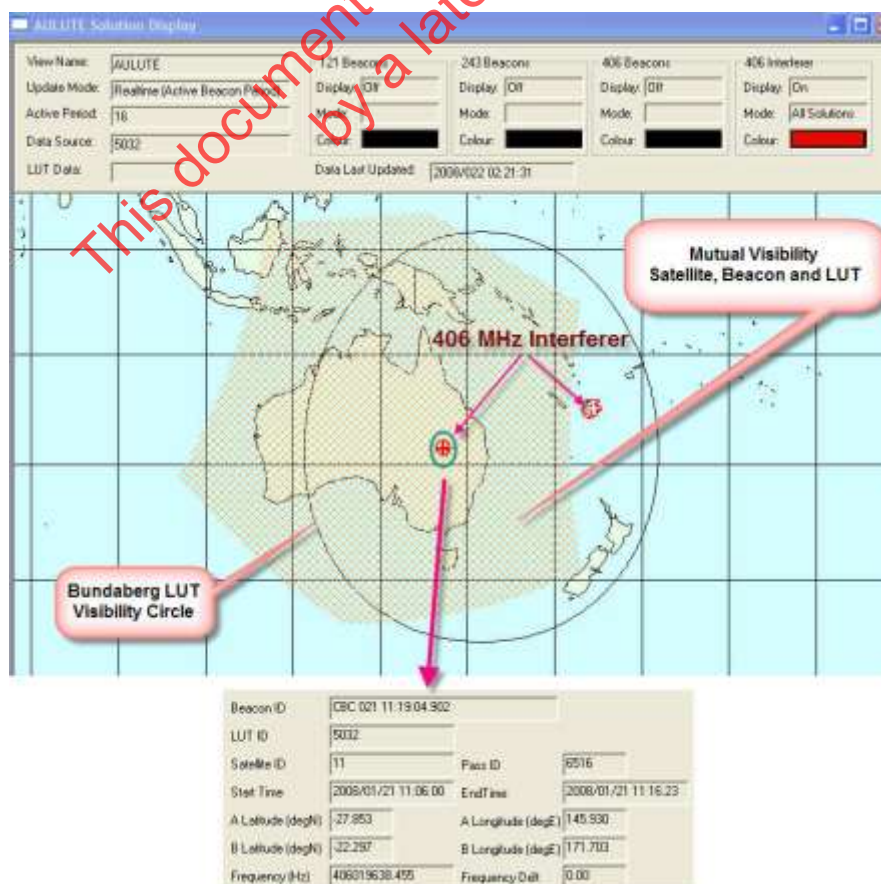 This document
by a late
AULUTE Solution Display
View Name: AULUTE
Update Mode: Realtime (Active Beacon Period)
Active Period: 16
Data Source: 5032
LUT Data:
121 Beacons
Display: Off
Mode:
Colour:
243 Beacons
Display: Off
Mode:
Colour:
406 Beacons
Display: Off
Mode:
Colour:
406 Interferer
Display: On
Mode: All Solutions
Colour:
Data Last Updated: 2008/022 02:21:31
Mutual Visibility
Satellite, Beacon and LUT
406 MHz Interferer
Bundaberg LUT
Visibility Circle
Beacon ID CBC 021 11:19:04.902
LUT ID 5032
Satellite ID 11 Pass ID 6516
Start Time 2008/01/21 11:06.00 EndTime 2008/01/21 11:16.23
A Latitude (degN) -27.853 A Longitude (degE) 145.930
B Latitude (degN) -22.297 B Longitude (degE) 171.703
Frequency (Hz) 406019638.455 Frequency Drift 0.00